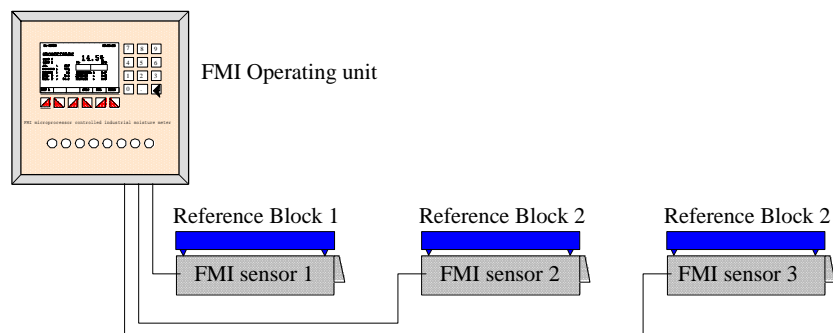 14.5%
7 8 9
4 5 6
1 2 3
0 .
FMI Operating unit
FMI microprocessor controlled industrial moisture meter
Reference Block 1
Reference Block 2
Reference Block 2
FMI sensor 1
FMI sensor 2
FMI sensor 3